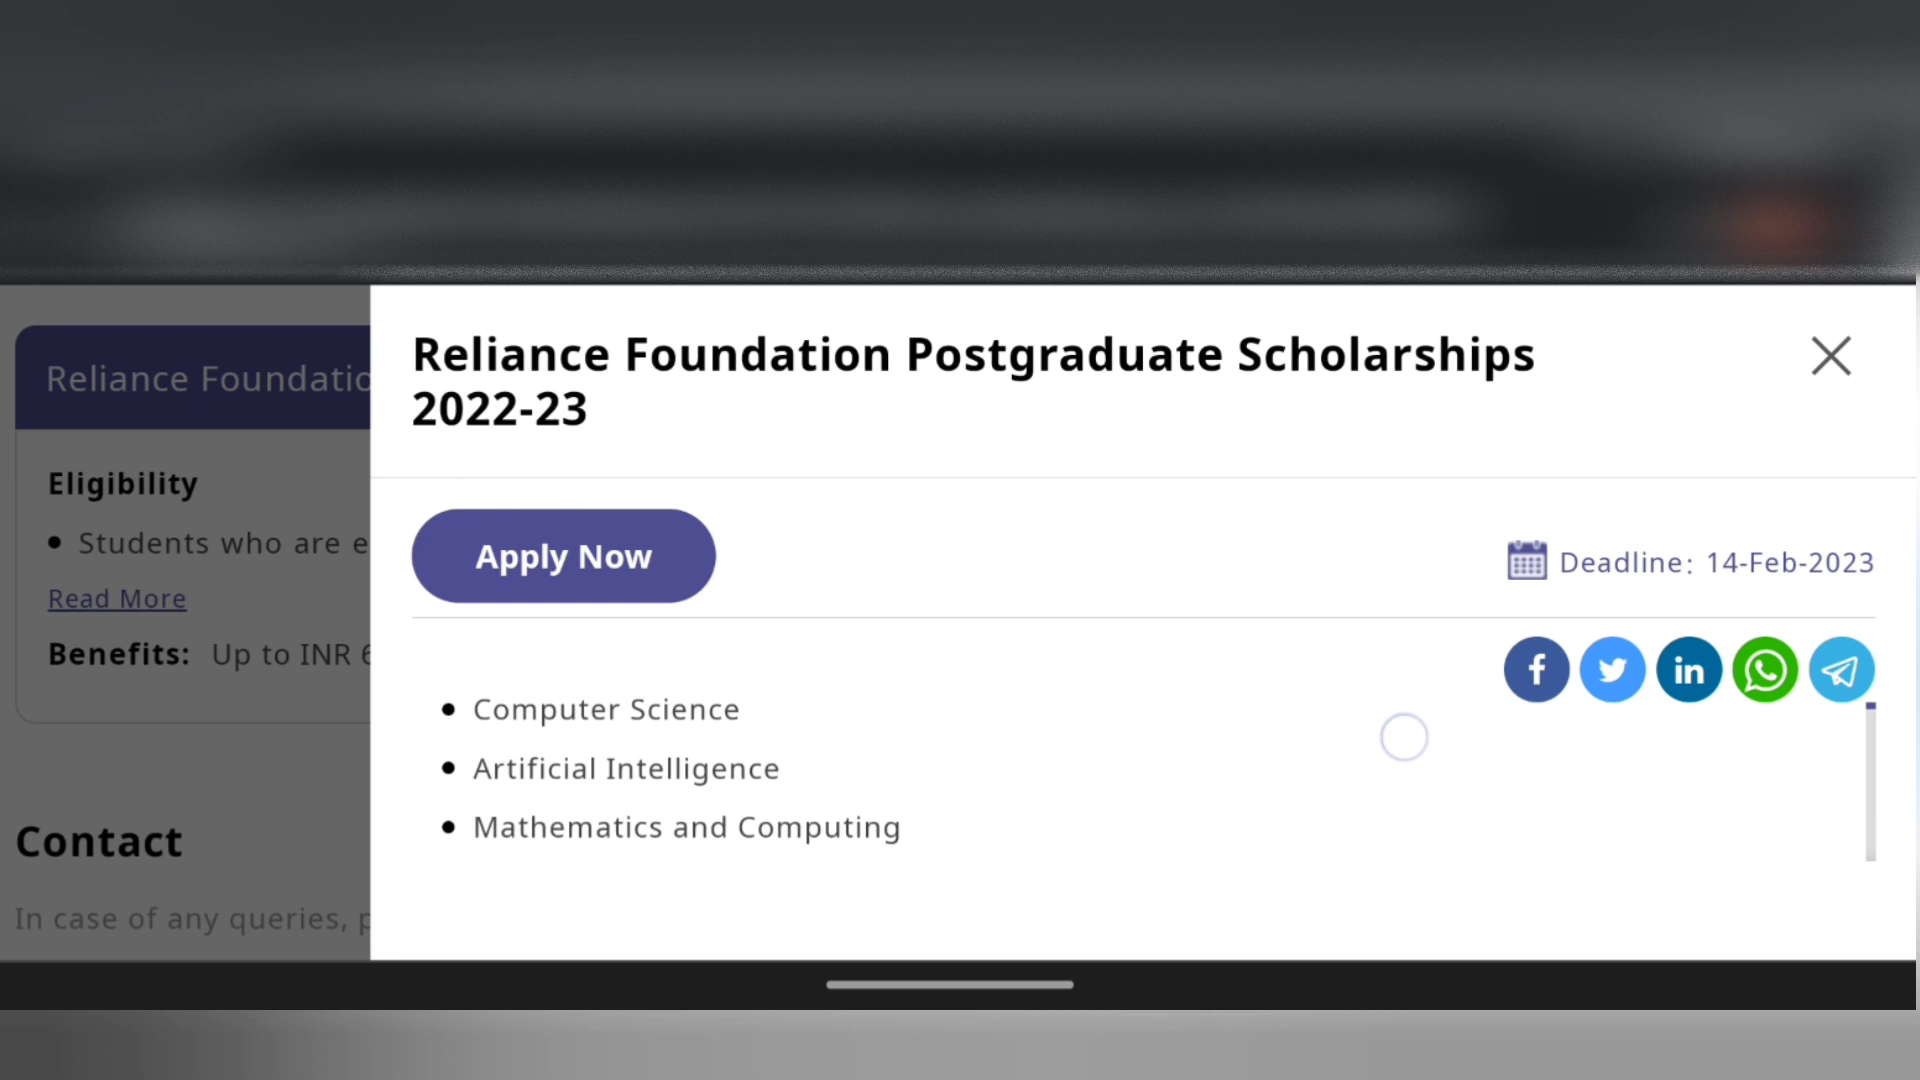 Reliance Foundatio
Eligibility
Students who are e
Read More
Benefits: Up to INR 6
Contact
In case of any queries, p
Reliance Foundation Postgraduate Scholarships
2022-23
Apply Now
Deadline: 14-Feb-2023
Computer Science
Artificial Intelligence
Mathematics and Computing